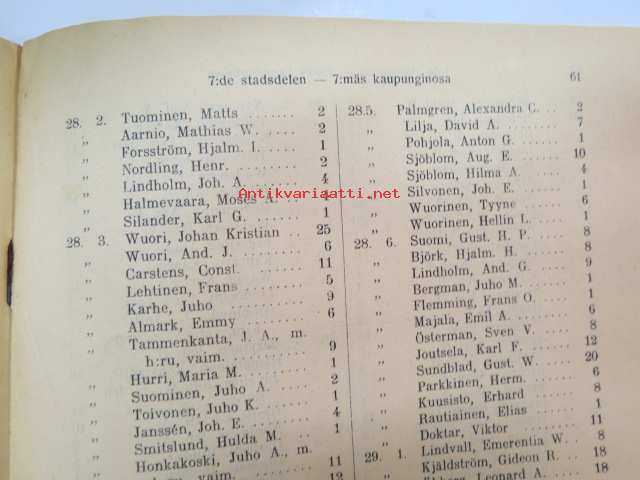 7:de stadsdelen — 7:mäs kaupunginosa 61
28. 2. Tuominen, Matts ....... 2
„ Aarnio, Mathias W. ..... 2
„ Forsström, Hjalm. I. .... 1
„ Nordling, Henr. ........ 2
„ Lindholm, Joh. A. ...... 4
„ Halmevaara, Moses A.
„ Silander, Karl G. ....... 1
28. 3. Wuori, Johan Kristian .. 25
„ Wuori, And. J. ......... 6
„ Carstens, Const. ....... 11
„ Lehtinen, Frans ........ 5
„ Karhe, Juho ........... 9
„ Almark, Emmy ........ 6
„ Tammenkanta, J. A., m.
h:ru, vaim. ......... 9
„ Hurri, Maria M. ....... 1
„ Suominen, Juho A. ..... 2
„ Toivonen, Juho K. ..... 1
„ Janssén, Joh. E. ....... 4
„ Smitslund, Hulda M. ... 1
„ Honkakoski, Juho A., m.
h:ru, vaim. ......... 11
12
28.5. Palmgren, Alexandra C. .. 2
„ Lilja, David A. ........ 7
„ Pohjola, Anton G. ...... 1
„ Sjöblom, Aug. E. ....... 10
„ Sjöblom, Hilma A. ..... 4
„ Silvonen, Joh. E. ...... 1
„ Wuorinen, Tyyne ...... 6
„ Wuorinen, Hellin L. .... 1
28. 6. Suomi, Gust. H. P. ..... 8
„ Björk, Hjalm. H. ....... 8
„ Lindholm, And. G. ..... 9
„ Bergman, Juho M. ..... 1
„ Flemming, Frans O. .... 1
„ Majala, Emil A. ....... 6
„ Österman, Sven V. ..... 8
„ Joutsela, Karl F. ....... 12
„ Sundblad, Gust. W. .... 20
„ Parkkinen, Herm. ...... 6
„ Kuusisto, Erhard ...... 8
„ Rautiainen, Elias ...... 1
„ Doktar, Viktor ........ 11
29. 1. Lindvall, Emerentia W. .. 8
„ Kjäldström, Gideon R. .. 18
Leonard A. ..... 18
Antikvariaatti.net